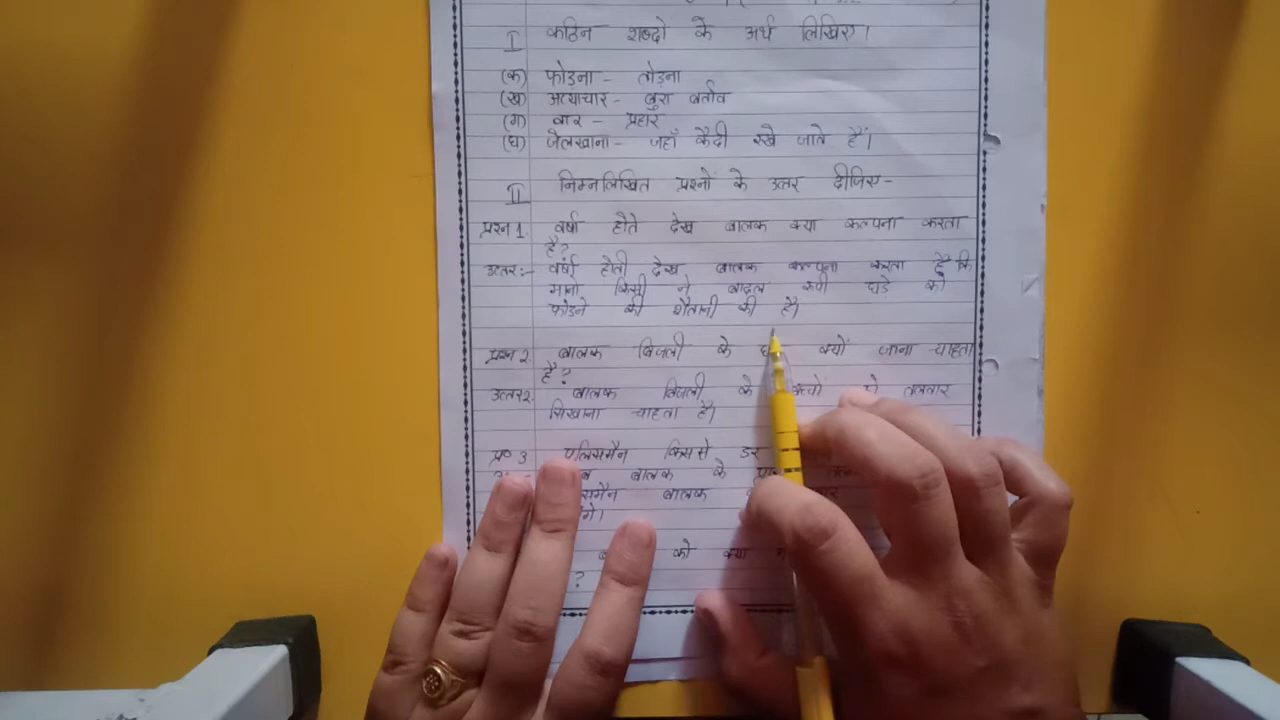 I कठिन शब्दो के अर्थ लिखिए।
(क) फोड़ना - तोड़ना
(ख) अत्याचार - बुरा बर्ताव
(ग) वार - प्रहार
(घ) जेलखाना - जहाँ कैदी रखे जाते हैं।
II निम्नलिखित प्रश्नों के उत्तर दीजिए-
प्रश्न 1 वर्षा होते देख बालक क्या कल्पना करता
है?
उत्तर:- वर्षा होती देख बालक कल्पना करता है कि
मानो किसी ने बादल रूपी घड़े को
फोडने की शैतानी की है।
प्रश्न 2 बालक बिजली के क्यों जाना चाहता
है?
उत्तर2 बालक बिजली के तलवार
सिखाना चाहता है।
प्र० 3 पुलिसमैन किससे डर
बालक के
बालक
को क्या
?